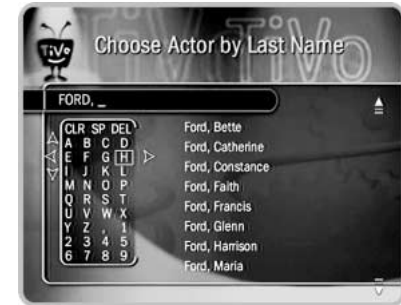 TiVo
Choose Actor by Last Name
FORD, _
CLR SP DEL
A B C D
E F G H
I J K L
M N O P
Q R S T
U V W X
Y Z , 1
2 3 4 5
6 7 8 9
Ford, Bette
Ford, Catherine
Ford, Constance
Ford, Faith
Ford, Francis
Ford, Glenn
Ford, Harrison
Ford, Maria